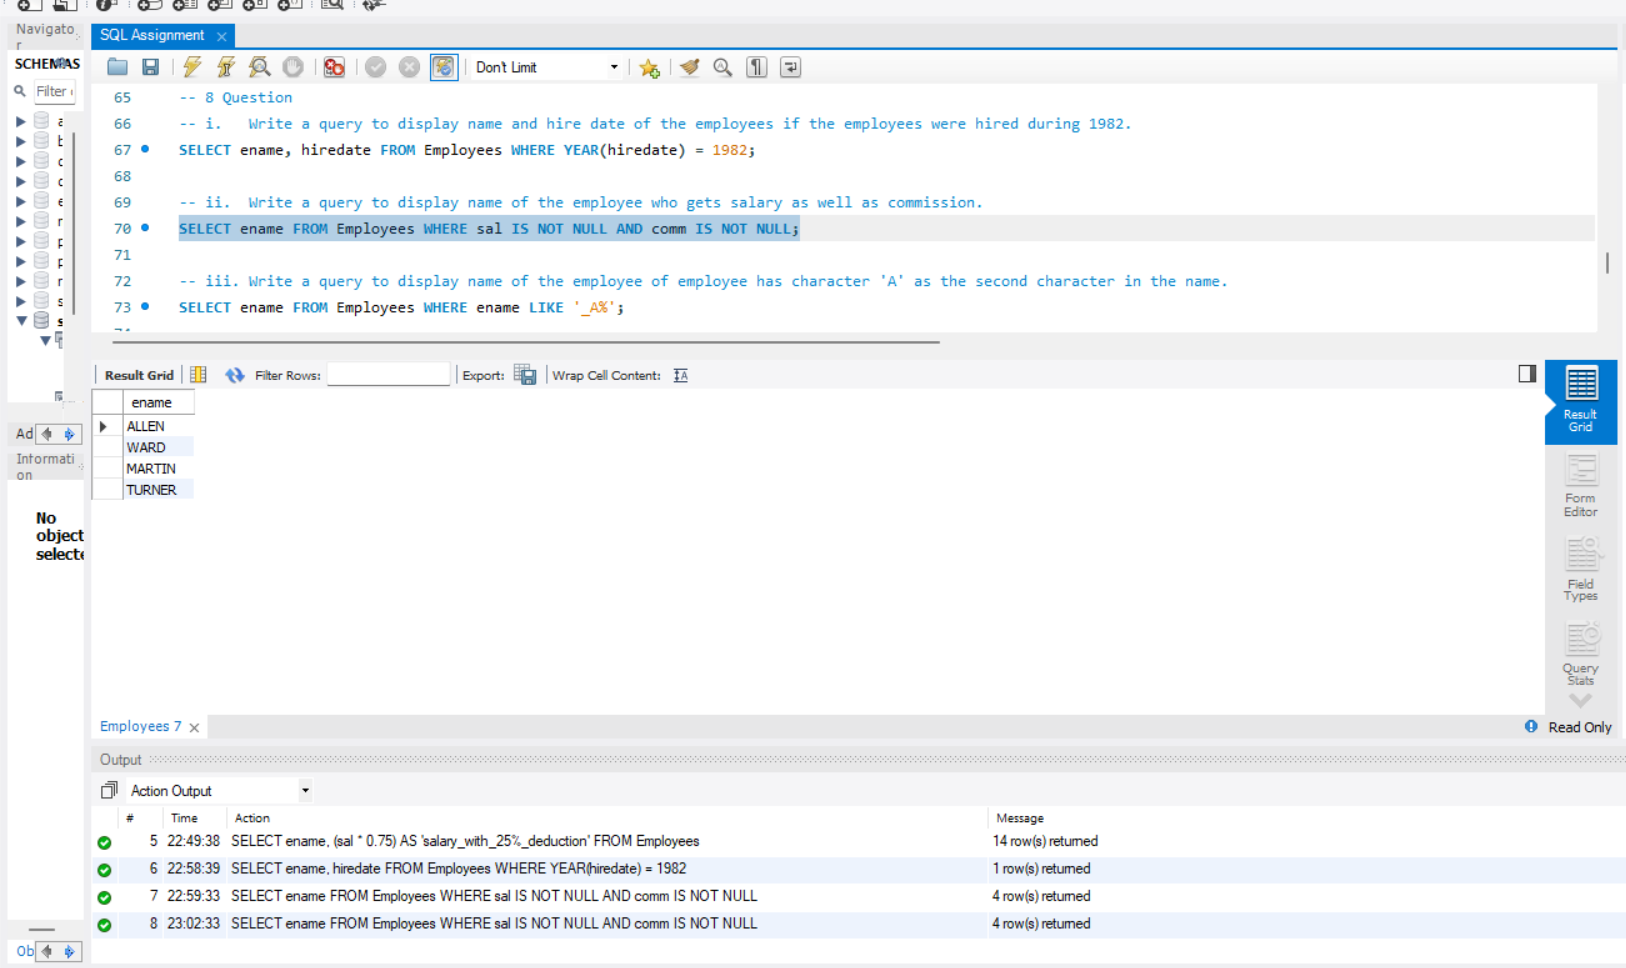 Navigato
r
SQL Assignment
SCHEMAS
Filter
Don't Limit
65 -- 8 Question
66 -- i. Write a query to display name and hire date of the employees if the employees were hired during 1982.
67 SELECT ename, hiredate FROM Employees WHERE YEAR(hiredate) = 1982;
68
69 -- ii. Write a query to display name of the employee who gets salary as well as commission.
70 SELECT ename FROM Employees WHERE sal IS NOT NULL AND comm IS NOT NULL;
71
72 -- iii. Write a query to display name of the employee of employee has character 'A' as the second character in the name.
73 SELECT ename FROM Employees WHERE ename LIKE '_A%';
Result Grid Filter Rows: Export: Wrap Cell Content:
ename
ALLEN
WARD
MARTIN
TURNER
Result
Grid
Form
Editor
Field
Types
Query
Stats
Ad
Informati
on
No
object
selecte
Employees 7
Read Only
Output
Action Output
# Time Action Message
5 22:49:38 SELECT ename, (sal * 0.75) AS 'salary_with_25%_deduction' FROM Employees 14 row(s) returned
6 22:58:39 SELECT ename, hiredate FROM Employees WHERE YEAR(hiredate) = 1982 1 row(s) returned
7 22:59:33 SELECT ename FROM Employees WHERE sal IS NOT NULL AND comm IS NOT NULL 4 row(s) returned
8 23:02:33 SELECT ename FROM Employees WHERE sal IS NOT NULL AND comm IS NOT NULL 4 row(s) returned
Ob